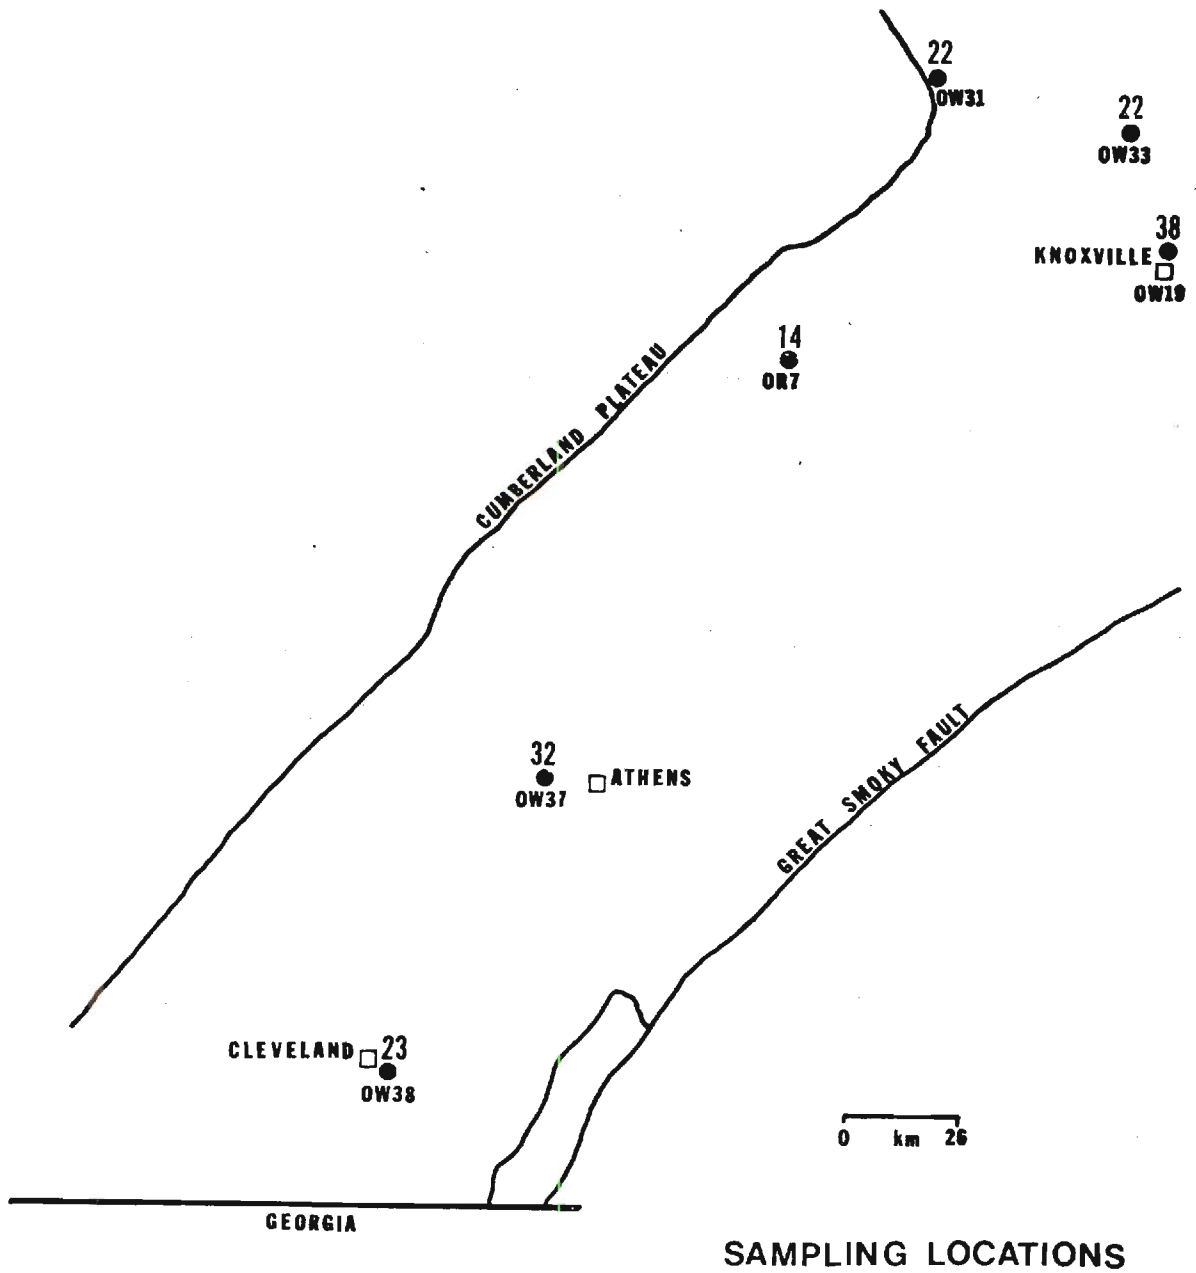 22
OW31
22
OW33
38
KNOXVILLE
OW19
14
OR7
CUMBERLAND PLATEAU
32
OW37
ATHENS
GREAT SMOKY FAULT
CLEVELAND
23
OW38
0 km 26
GEORGIA
SAMPLING LOCATIONS